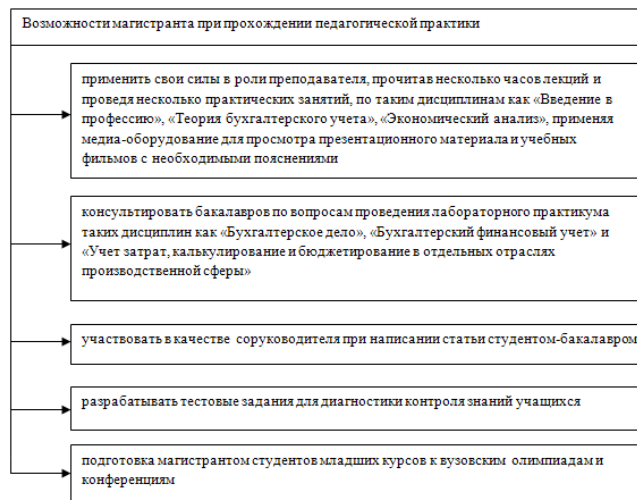 Возможности магистранта при прохождении педагогической практики
применить свои силы в роли преподавателя, прочитав несколько часов лекций и
проведя несколько практических занятий, по таким дисциплинам как «Введение в
профессию», «Теория бухгалтерского учета», «Экономический анализ», применяя
медиа-оборудование для просмотра презентационного материала и учебных
фильмов с необходимыми пояснениями
консультировать бакалавров по вопросам проведения лабораторного практикума
таких дисциплин как «Бухгалтерское дело», «Бухгалтерский финансовый учет» и
«Учет затрат, калькулирование и бюджетирование в отдельных отраслях
производственной сферы»
участвовать в качестве соруководителя при написании статьи студентом-бакалавром
разрабатывать тестовые задания для диагностики контроля знаний учащихся
подготовка магистрантом студентов младших курсов к вузовским олимпиадам и
конференциям